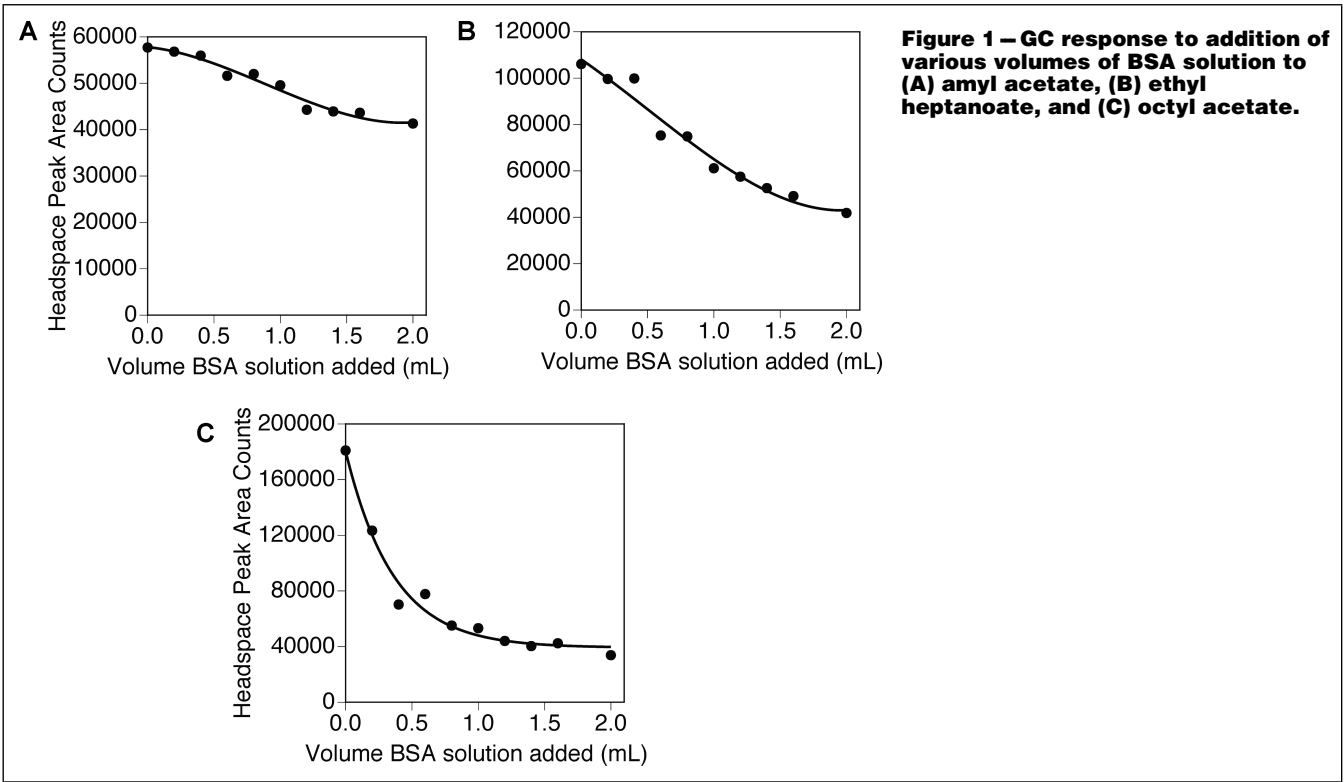 A
Headspace Peak Area Counts
60000
50000
40000
30000
20000
10000
0
0.0 0.5 1.0 1.5 2.0
Volume BSA solution added (mL)
B
120000
100000
80000
60000
40000
20000
0
0.0 0.5 1.0 1.5 2.0
Volume BSA solution added (mL)
Figure 1–GC response to addition of
various volumes of BSA solution to
(A) amyl acetate, (B) ethyl
heptanoate, and (C) octyl acetate.
C
Headspace Peak Area Counts
200000
160000
120000
80000
40000
0
0.0 0.5 1.0 1.5 2.0
Volume BSA solution added (mL)